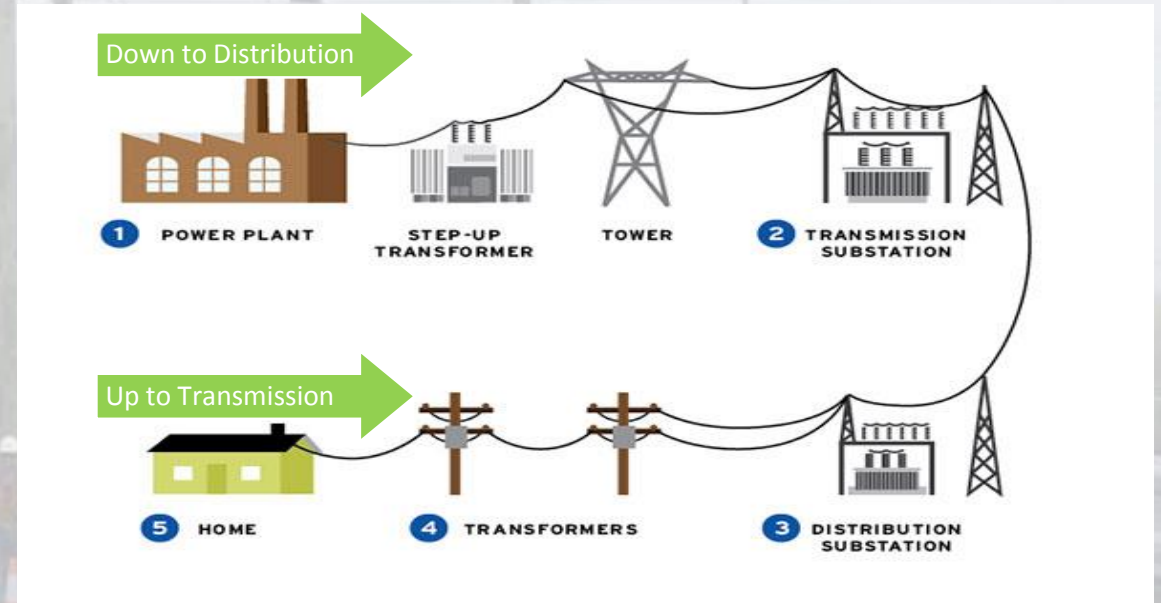 Down to Distribution
1 POWER PLANT
STEP-UP
TRANSFORMER
TOWER
2 TRANSMISSION
SUBSTATION
Up to Transmission
5 HOME
4 TRANSFORMERS
3 DISTRIBUTION
SUBSTATION